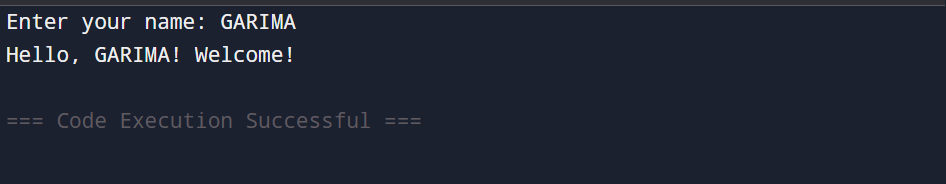 Enter your name: GARIMA
Hello, GARIMA! Welcome!
=== Code Execution Successful ===